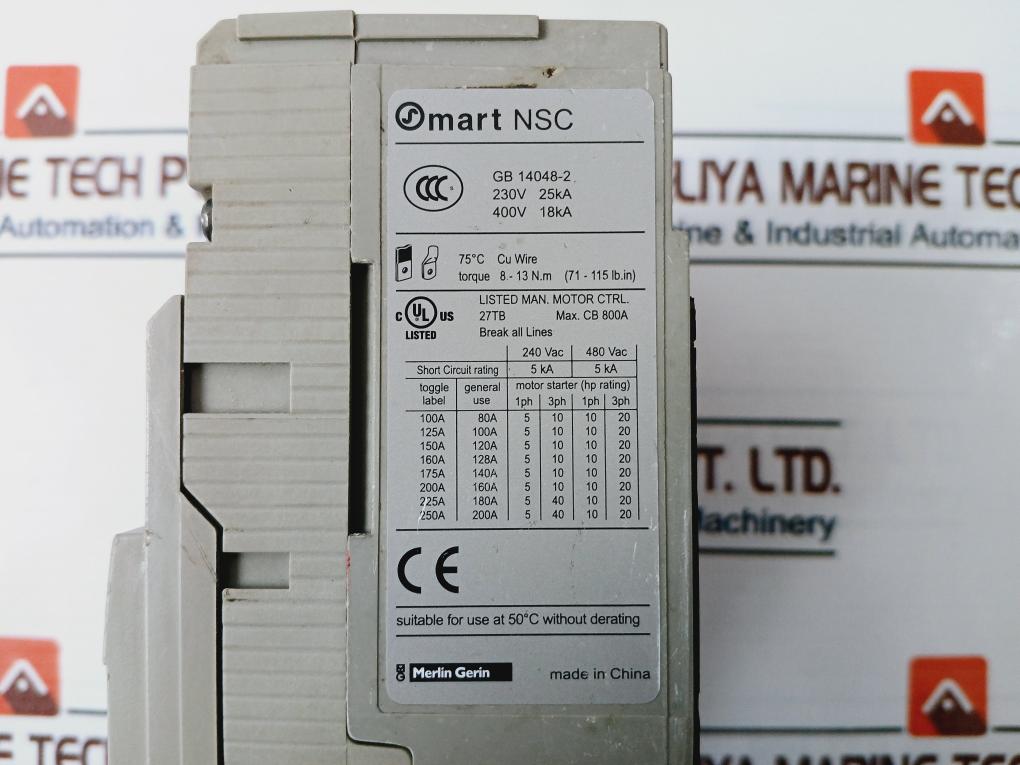 Smart NSC
CCC S
GB 14048-2
230V 25kA
400V 18kA
75°C Cu Wire
torque 8 - 13 N.m (71 - 115 lb.in)
C UL US
LISTED
LISTED MAN. MOTOR CTRL.
27TB Max. CB 800A
Break all Lines
240 Vac 480 Vac
Short Circuit rating 5 kA 5 kA
toggle label general use motor starter (hp rating)
1ph 3ph 1ph 3ph
100A 80A 5 10 10 20
125A 100A 5 10 10 20
150A 120A 5 10 10 20
160A 128A 5 10 10 20
175A 140A 5 10 10 20
200A 160A 5 10 10 20
225A 180A 5 40 10 20
250A 200A 5 40 10 20
CE
suitable for use at 50°C without derating
Merlin Gerin made in China
E TECH P
Automation &
LIYA MARINE TEC
ine & Industrial Automa
T. LTD.
Machinery